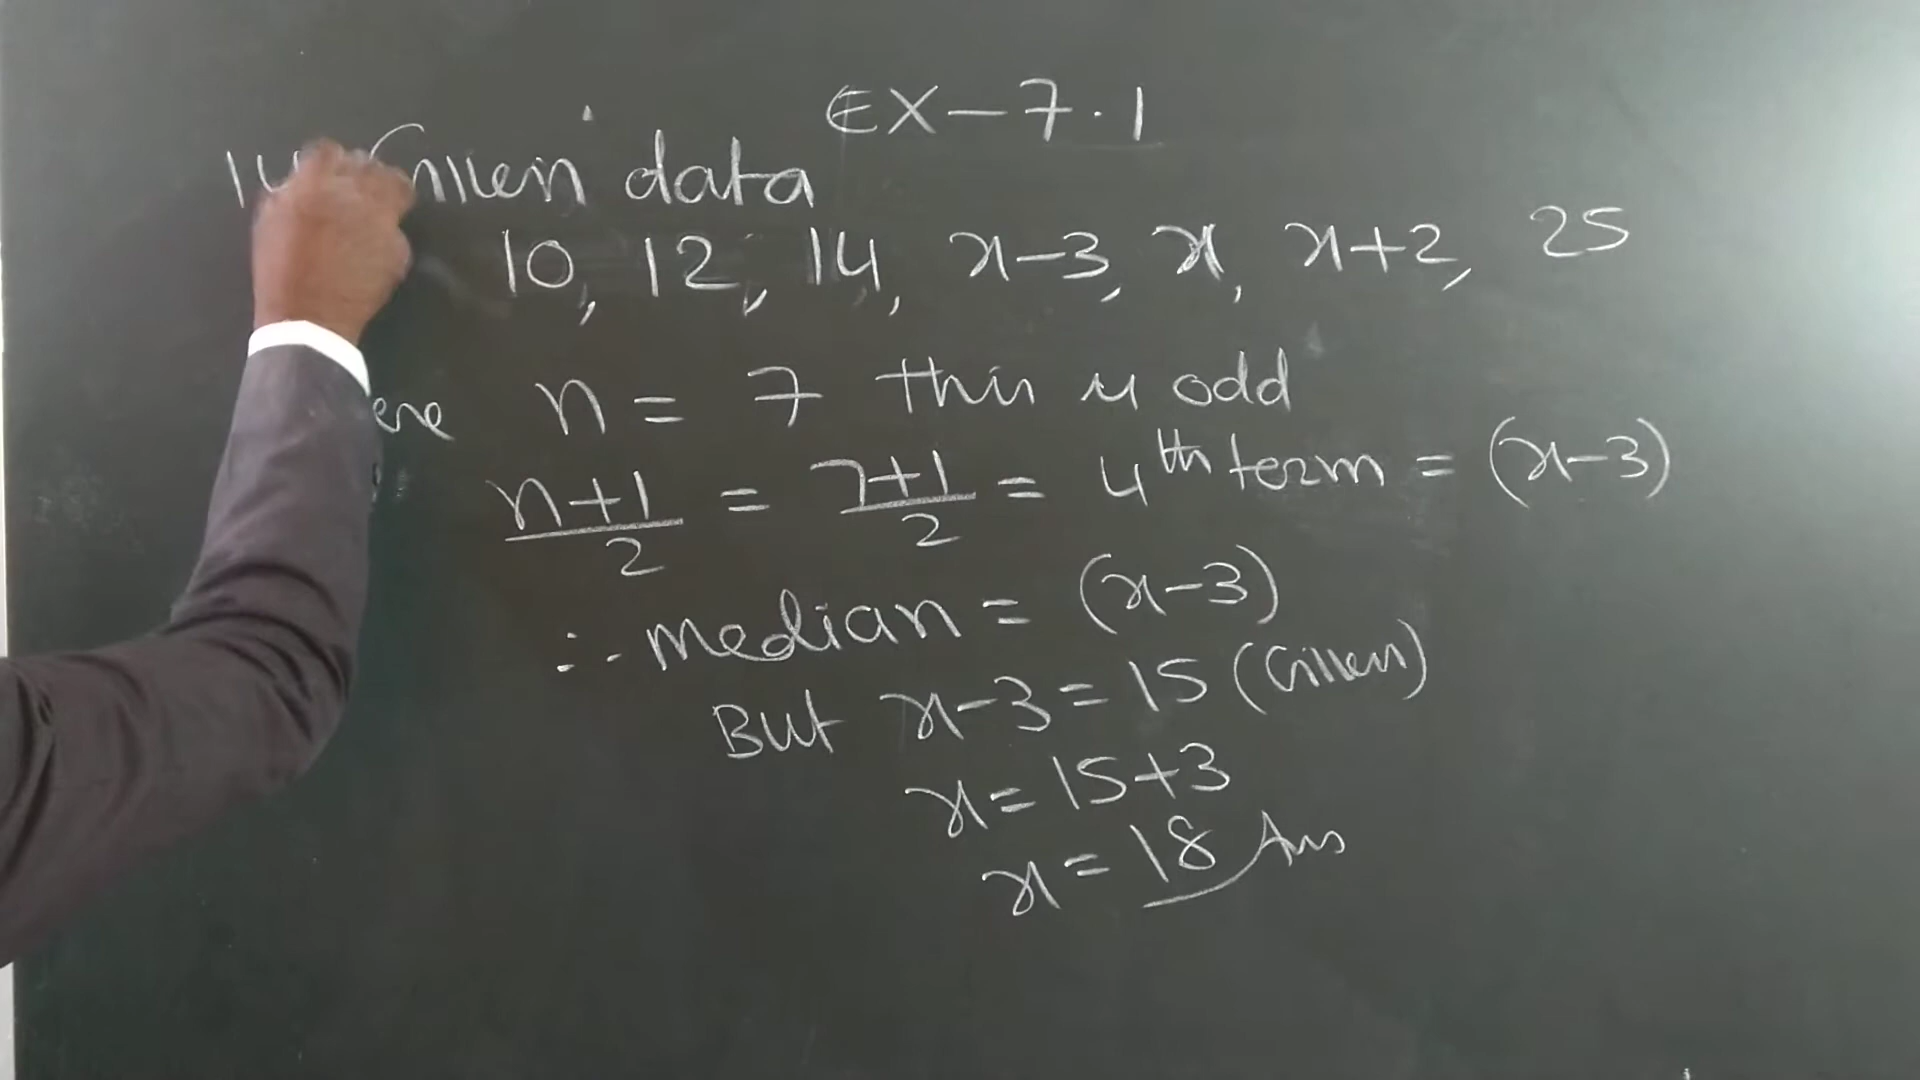 EX-7.1
14 Given data
10, 12, 14, x-3, x, x+2, 25
n = 7 this is odd
n+1/2 = 7+1/2 = 4th term = (x-3)
∴ median = (x-3)
But x-3 = 15 (Given)
x = 15+3
x = 18 Ans